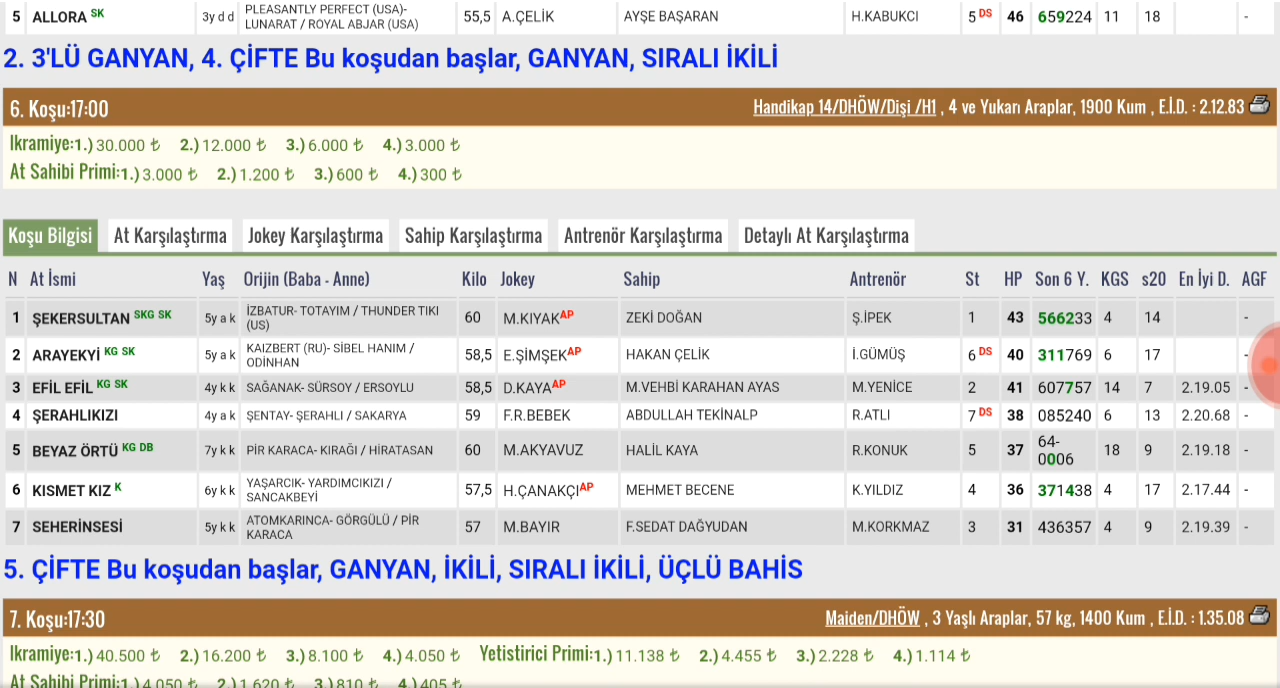 5 ALLORA SK 3y d d PLEASANTLY PERFECT (USA)- LUNARAT / ROYAL ABJAR (USA) 55,5 A.ÇELİK AYŞE BAŞARAN H.KABUKCI 5 DS 46 659224 11 18 -
2. 3'LÜ GANYAN, 4. ÇİFTE Bu koşudan başlar, GANYAN, SIRALI İKİLİ
6. Koşu:17:00 Handikap 14/DHÖW/Dişi /H1 , 4 ve Yukarı Araplar, 1900 Kum , E.İ.D. : 2.12.83
Ikramiye:1.) 30.000 ₺ 2.) 12.000 ₺ 3.) 6.000 ₺ 4.) 3.000 ₺
At Sahibi Primi:1.) 3.000 ₺ 2.) 1.200 ₺ 3.) 600 ₺ 4.) 300 ₺
Koşu Bilgisi At Karşılaştırma Jokey Karşılaştırma Sahip Karşılaştırma Antrenör Karşılaştırma Detaylı At Karşılaştırma
N At İsmi Yaş Orijin (Baba - Anne) Kilo Jokey Sahip Antrenör St HP Son 6 Y. KGS s20 En İyi D. AGF
1 ŞEKERSULTAN SKG SK 5y a k İZBATUR- TOTAYIM / THUNDER TIKI (US) 60 M.KIYAK AP ZEKİ DOĞAN Ş.İPEK 1 43 566233 4 14 -
2 ARAYEKYİ KG SK 5y a k KAIZBERT (RU)- SİBEL HANIM / ODİNHAN 58,5 E.ŞİMŞEK AP HAKAN ÇELİK İ.GÜMÜŞ 6 DS 40 311769 6 17 -
3 EFİL EFİL KG SK 4y k k SAĞANAK- SÜRSOY / ERSOYLU 58,5 D.KAYA AP M.VEHBİ KARAHAN AYAS M.YENİCE 2 41 607757 14 7 2.19.05 -
4 ŞERAHLIKIZI 4y a k ŞENTAY- ŞERAHLI / SAKARYA 59 F.R.BEBEK ABDULLAH TEKİNALP R.ATLI 7 DS 38 085240 6 13 2.20.68 -
5 BEYAZ ÖRTÜ KG DB 7y k k PİR KARACA- KIRAĞI / HİRATASAN 60 M.AKYAVUZ HALİL KAYA R.KONUK 5 37 64-0006 18 9 2.19.18 -
6 KISMET KIZ K 6y k k YAŞARCIK- YARDIMCIKIZI / SANCAKBEYİ 57,5 H.ÇANAKÇI AP MEHMET BECENE K.YILDIZ 4 36 371438 4 17 2.17.44 -
7 SEHERİNSESİ 5y k k ATOMKARINCA- GÖRGÜLÜ / PİR KARACA 57 M.BAYIR F.SEDAT DAĞYUDAN M.KORKMAZ 3 31 436357 4 9 2.19.39 -
5. ÇİFTE Bu koşudan başlar, GANYAN, İKİLİ, SIRALI İKİLİ, ÜÇLÜ BAHİS
7. Koşu:17:30 Maiden/DHÖW , 3 Yaşlı Araplar, 57 kg, 1400 Kum , E.İ.D. : 1.35.08
Ikramiye:1.) 40.500 ₺ 2.) 16.200 ₺ 3.) 8.100 ₺ 4.) 4.050 ₺ Yetistirici Primi:1.) 11.138 ₺ 2.) 4.455 ₺ 3.) 2.228 ₺ 4.) 1.114 ₺
At Sahibi Primi:1.) 4.050 ₺ 2.) 1.620 ₺ 3.) 810 ₺ 4.) 405 ₺